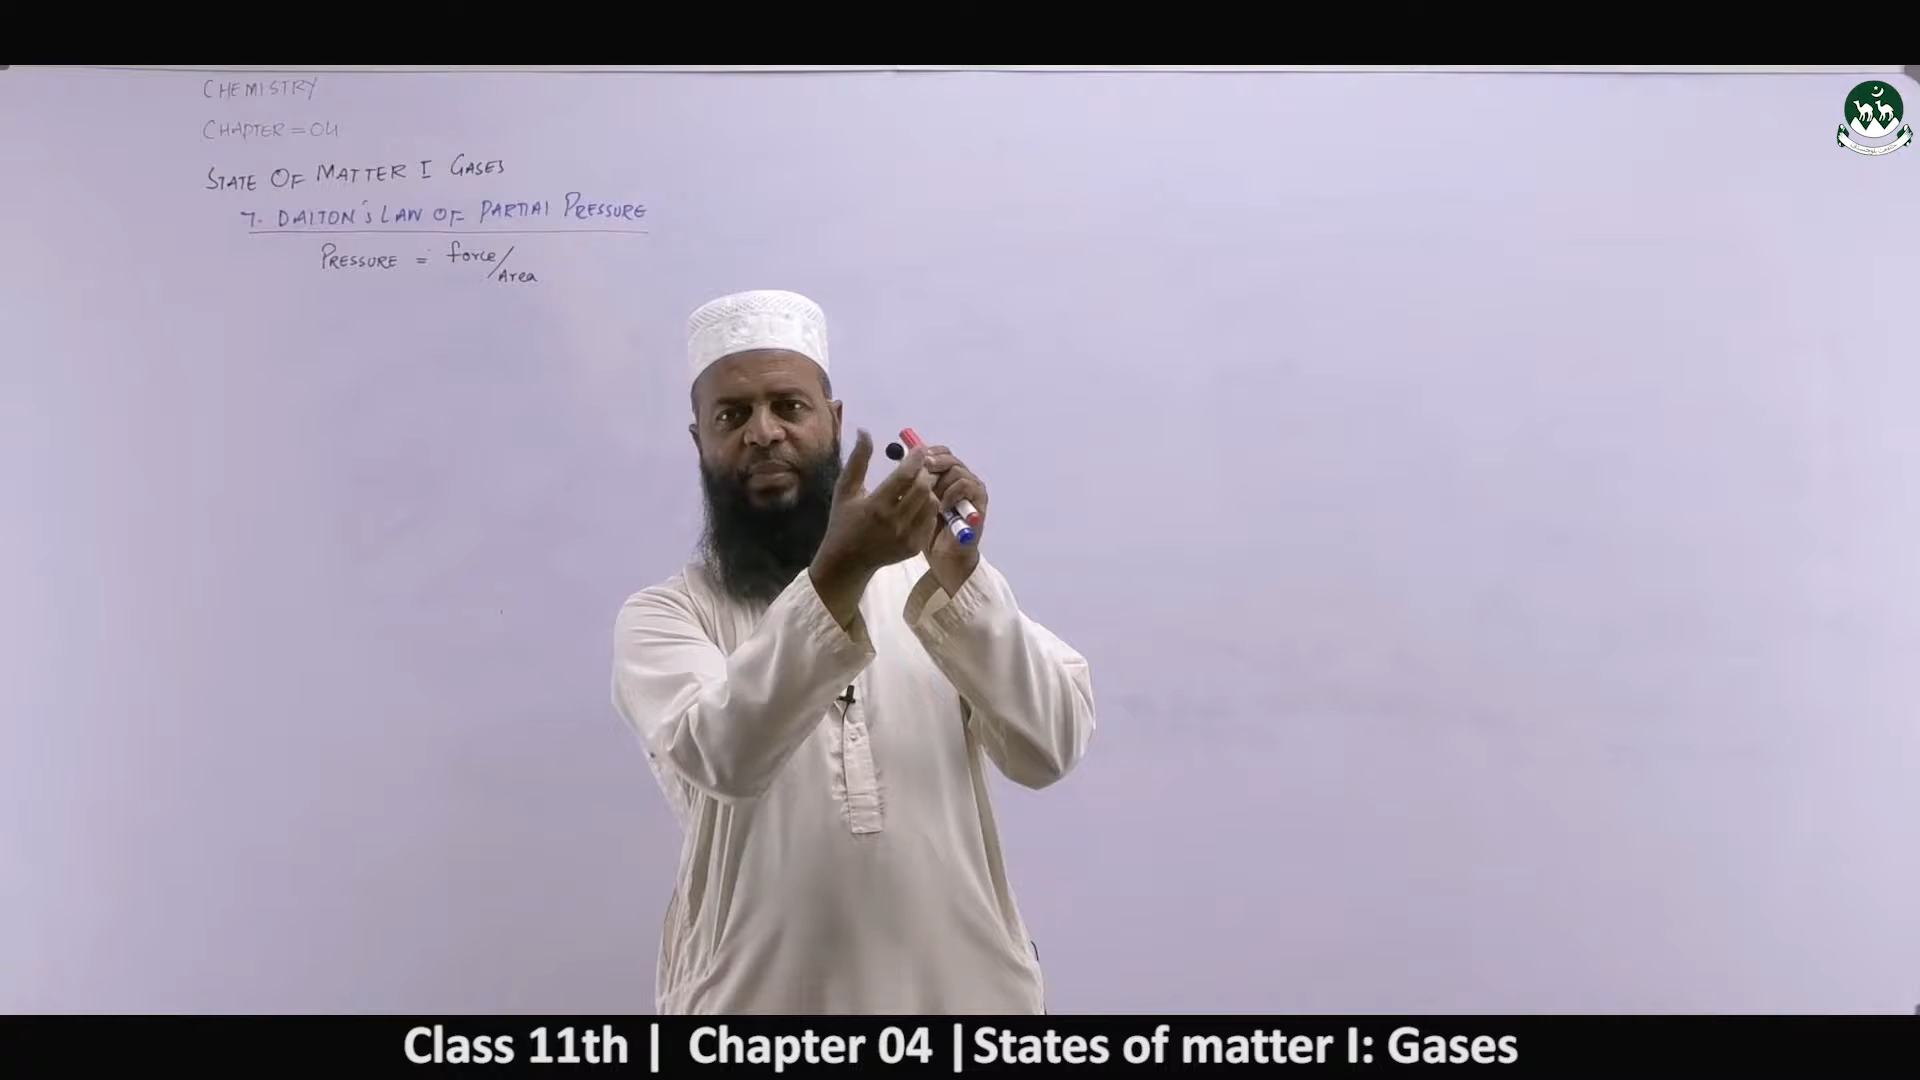 CHEMISTRY
CHAPTER = 04
STATE OF MATTER I GASES
7. DALTON'S LAW OF PARTIAL PRESSURE
PRESSURE = force/Area
Class 11th | Chapter 04 |States of matter I: Gases